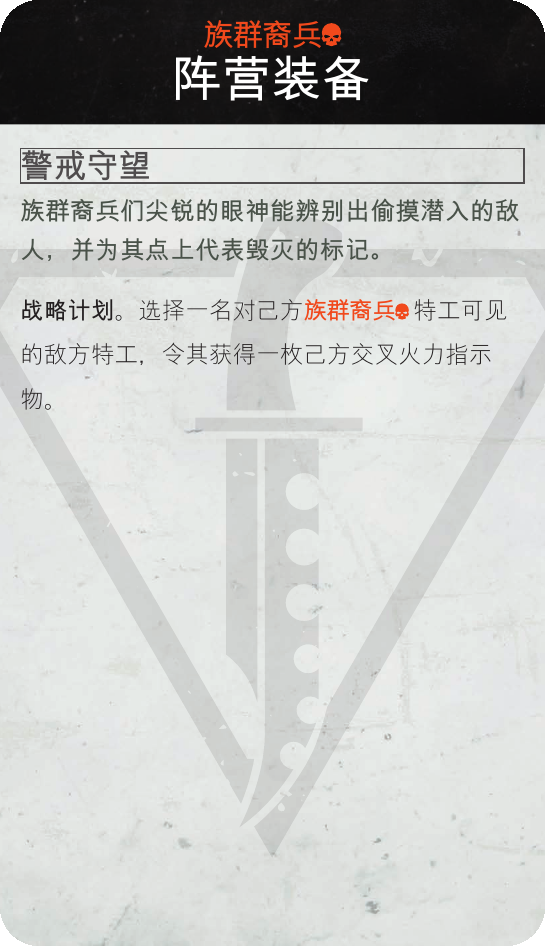 族群裔兵
阵营装备
警戒守望
族群裔兵们尖锐的眼神能辨别出偷摸潜入的敌
人，并为其点上代表毁灭的标记。
战略计划。选择一名对己方族群裔兵特工可见
的敌方特工，令其获得一枚己方交叉火力指示
物。